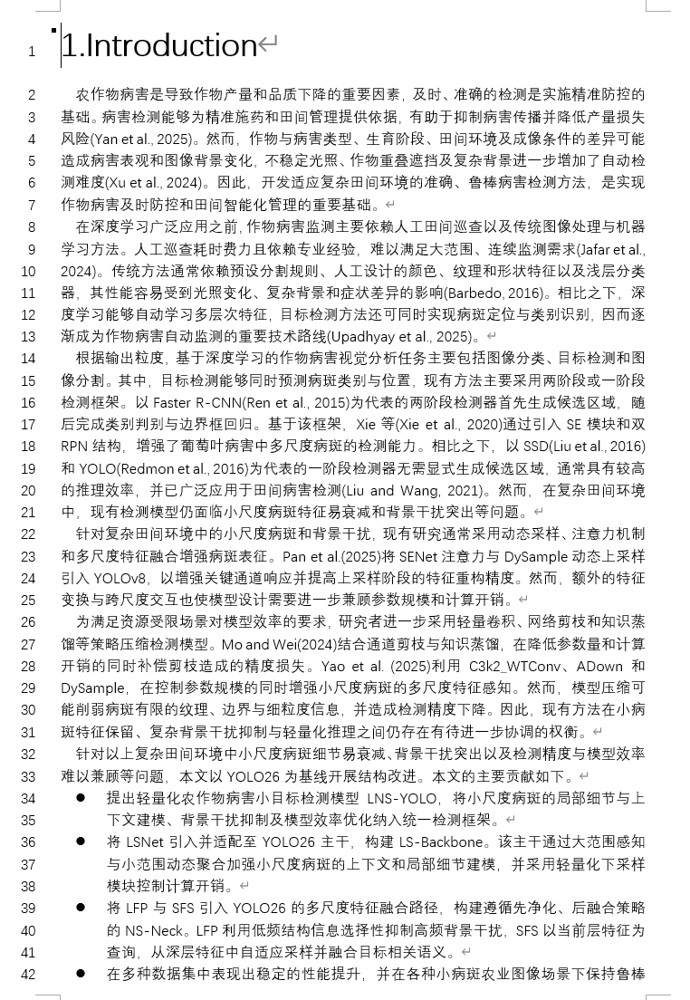 1.Introduction↵
1
2 农作物病害是导致作物产量和品质下降的重要因素，及时、准确的检测是实施精准防控的
3 基础。病害检测能够为精准施药和田间管理提供依据，有助于抑制病害传播并降低产量损失
4 风险(Yan et al., 2025)。然而，作物与病害类型、生育阶段、田间环境及成像条件的差异可能
5 造成病害表观和图像背景变化，不稳定光照、作物重叠遮挡及复杂背景进一步增加了自动检
6 测难度(Xu et al., 2024)。因此，开发适应复杂田间环境的准确、鲁棒病害检测方法，是实现
7 作物病害及时防控和田间智能化管理的重要基础。↵
8 在深度学习广泛应用之前，作物病害监测主要依赖人工田间巡查以及传统图像处理与机器
9 学习方法。人工巡查耗时费力且依赖专业经验，难以满足大范围、连续监测需求(Jafar et al.,
10 2024)。传统方法通常依赖预设分割规则、人工设计的颜色、纹理和形状特征以及浅层分类
11 器，其性能容易受到光照变化、复杂背景和症状差异的影响(Barbedo, 2016)。相比之下，深
12 度学习能够自动学习多层次特征，目标检测方法还可同时实现病斑定位与类别识别，因而逐
13 渐成为作物病害自动监测的重要技术路线(Upadhyay et al., 2025)。↵
14 根据输出粒度，基于深度学习的作物病害视觉分析任务主要包括图像分类、目标检测和图
15 像分割。其中，目标检测能够同时预测病斑类别与位置，现有方法主要采用两阶段或一阶段
16 检测框架。以 Faster R-CNN(Ren et al., 2015)为代表的两阶段检测器首先生成候选区域，随
17 后完成类别判别与边界框回归。基于该框架，Xie 等(Xie et al., 2020)通过引入 SE 模块和双
18 RPN 结构，增强了葡萄叶病害中多尺度病斑的检测能力。相比之下，以 SSD(Liu et al., 2016)
19 和 YOLO(Redmon et al., 2016)为代表的一阶段检测器无需显式生成候选区域，通常具有较高
20 的推理效率，并已广泛应用于田间病害检测(Liu and Wang, 2021)。然而，在复杂田间环境
21 中，现有检测模型仍面临小尺度病斑特征易衰减和背景干扰突出等问题。↵
22 针对复杂田间环境中的小尺度病斑和背景干扰，现有研究通常采用动态采样、注意力机制
23 和多尺度特征融合增强病斑表征。Pan et al.(2025)将 SENet 注意力与 DySample 动态上采样
24 引入 YOLOv8，以增强关键通道响应并提高上采样阶段的特征重构精度。然而，额外的特征
25 变换与跨尺度交互也使模型设计需要进一步兼顾参数规模和计算开销。↵
26 为满足资源受限场景对模型效率的要求，研究者进一步采用轻量卷积、网络剪枝和知识蒸
27 馏等策略压缩检测模型。Mo and Wei(2024)结合通道剪枝与知识蒸馏，在降低参数量和计算
28 开销的同时补偿剪枝造成的精度损失。Yao et al. (2025)利用 C3k2_WTConv、ADown 和
29 DySample，在控制参数规模的同时增强小尺度病斑的多尺度特征感知。然而，模型压缩可
30 能削弱病斑有限的纹理、边界与细粒度信息，并造成检测精度下降。因此，现有方法在小病
31 斑特征保留、复杂背景干扰抑制与轻量化推理之间仍存在有待进一步协调的权衡。↵
32 针对以上复杂田间环境中小尺度病斑细节易衰减、背景干扰突出以及检测精度与模型效率
33 难以兼顾等问题，本文以 YOLO26 为基线开展结构改进。本文的主要贡献如下。↵
34 ● 提出轻量化农作物病害小目标检测模型 LNS-YOLO，将小尺度病斑的局部细节与上
35 下文建模、背景干扰抑制及模型效率优化纳入统一检测框架。↵
36 ● 将 LSNet 引入并适配至 YOLO26 主干，构建 LS-Backbone。该主干通过大范围感知
37 与小范围动态聚合加强小尺度病斑的上下文和局部细节建模，并采用轻量化下采样
38 模块控制计算开销。↵
39 ● 将 LFP 与 SFS 引入 YOLO26 的多尺度特征融合路径，构建遵循先净化、后融合策略
40 的 NS-Neck。LFP 利用低频结构信息选择性抑制高频背景干扰，SFS 以当前层特征为
41 查询，从深层特征中自适应采样并融合目标相关语义。↵
42 ● 在多种数据集中表现出稳定的性能提升，并在各种小病斑农业图像场景下保持鲁棒